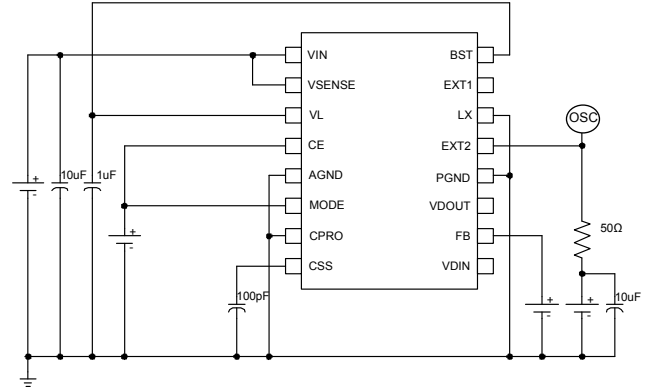 VIN BST
VSENSE EXT1
VL LX
CE EXT2
AGND PGND
MODE VDOUT
CPRO FB
CSS VDIN
OSC
+ 10uF 1uF
+
-
-
100pF
50Ω
+ + 10uF
- -